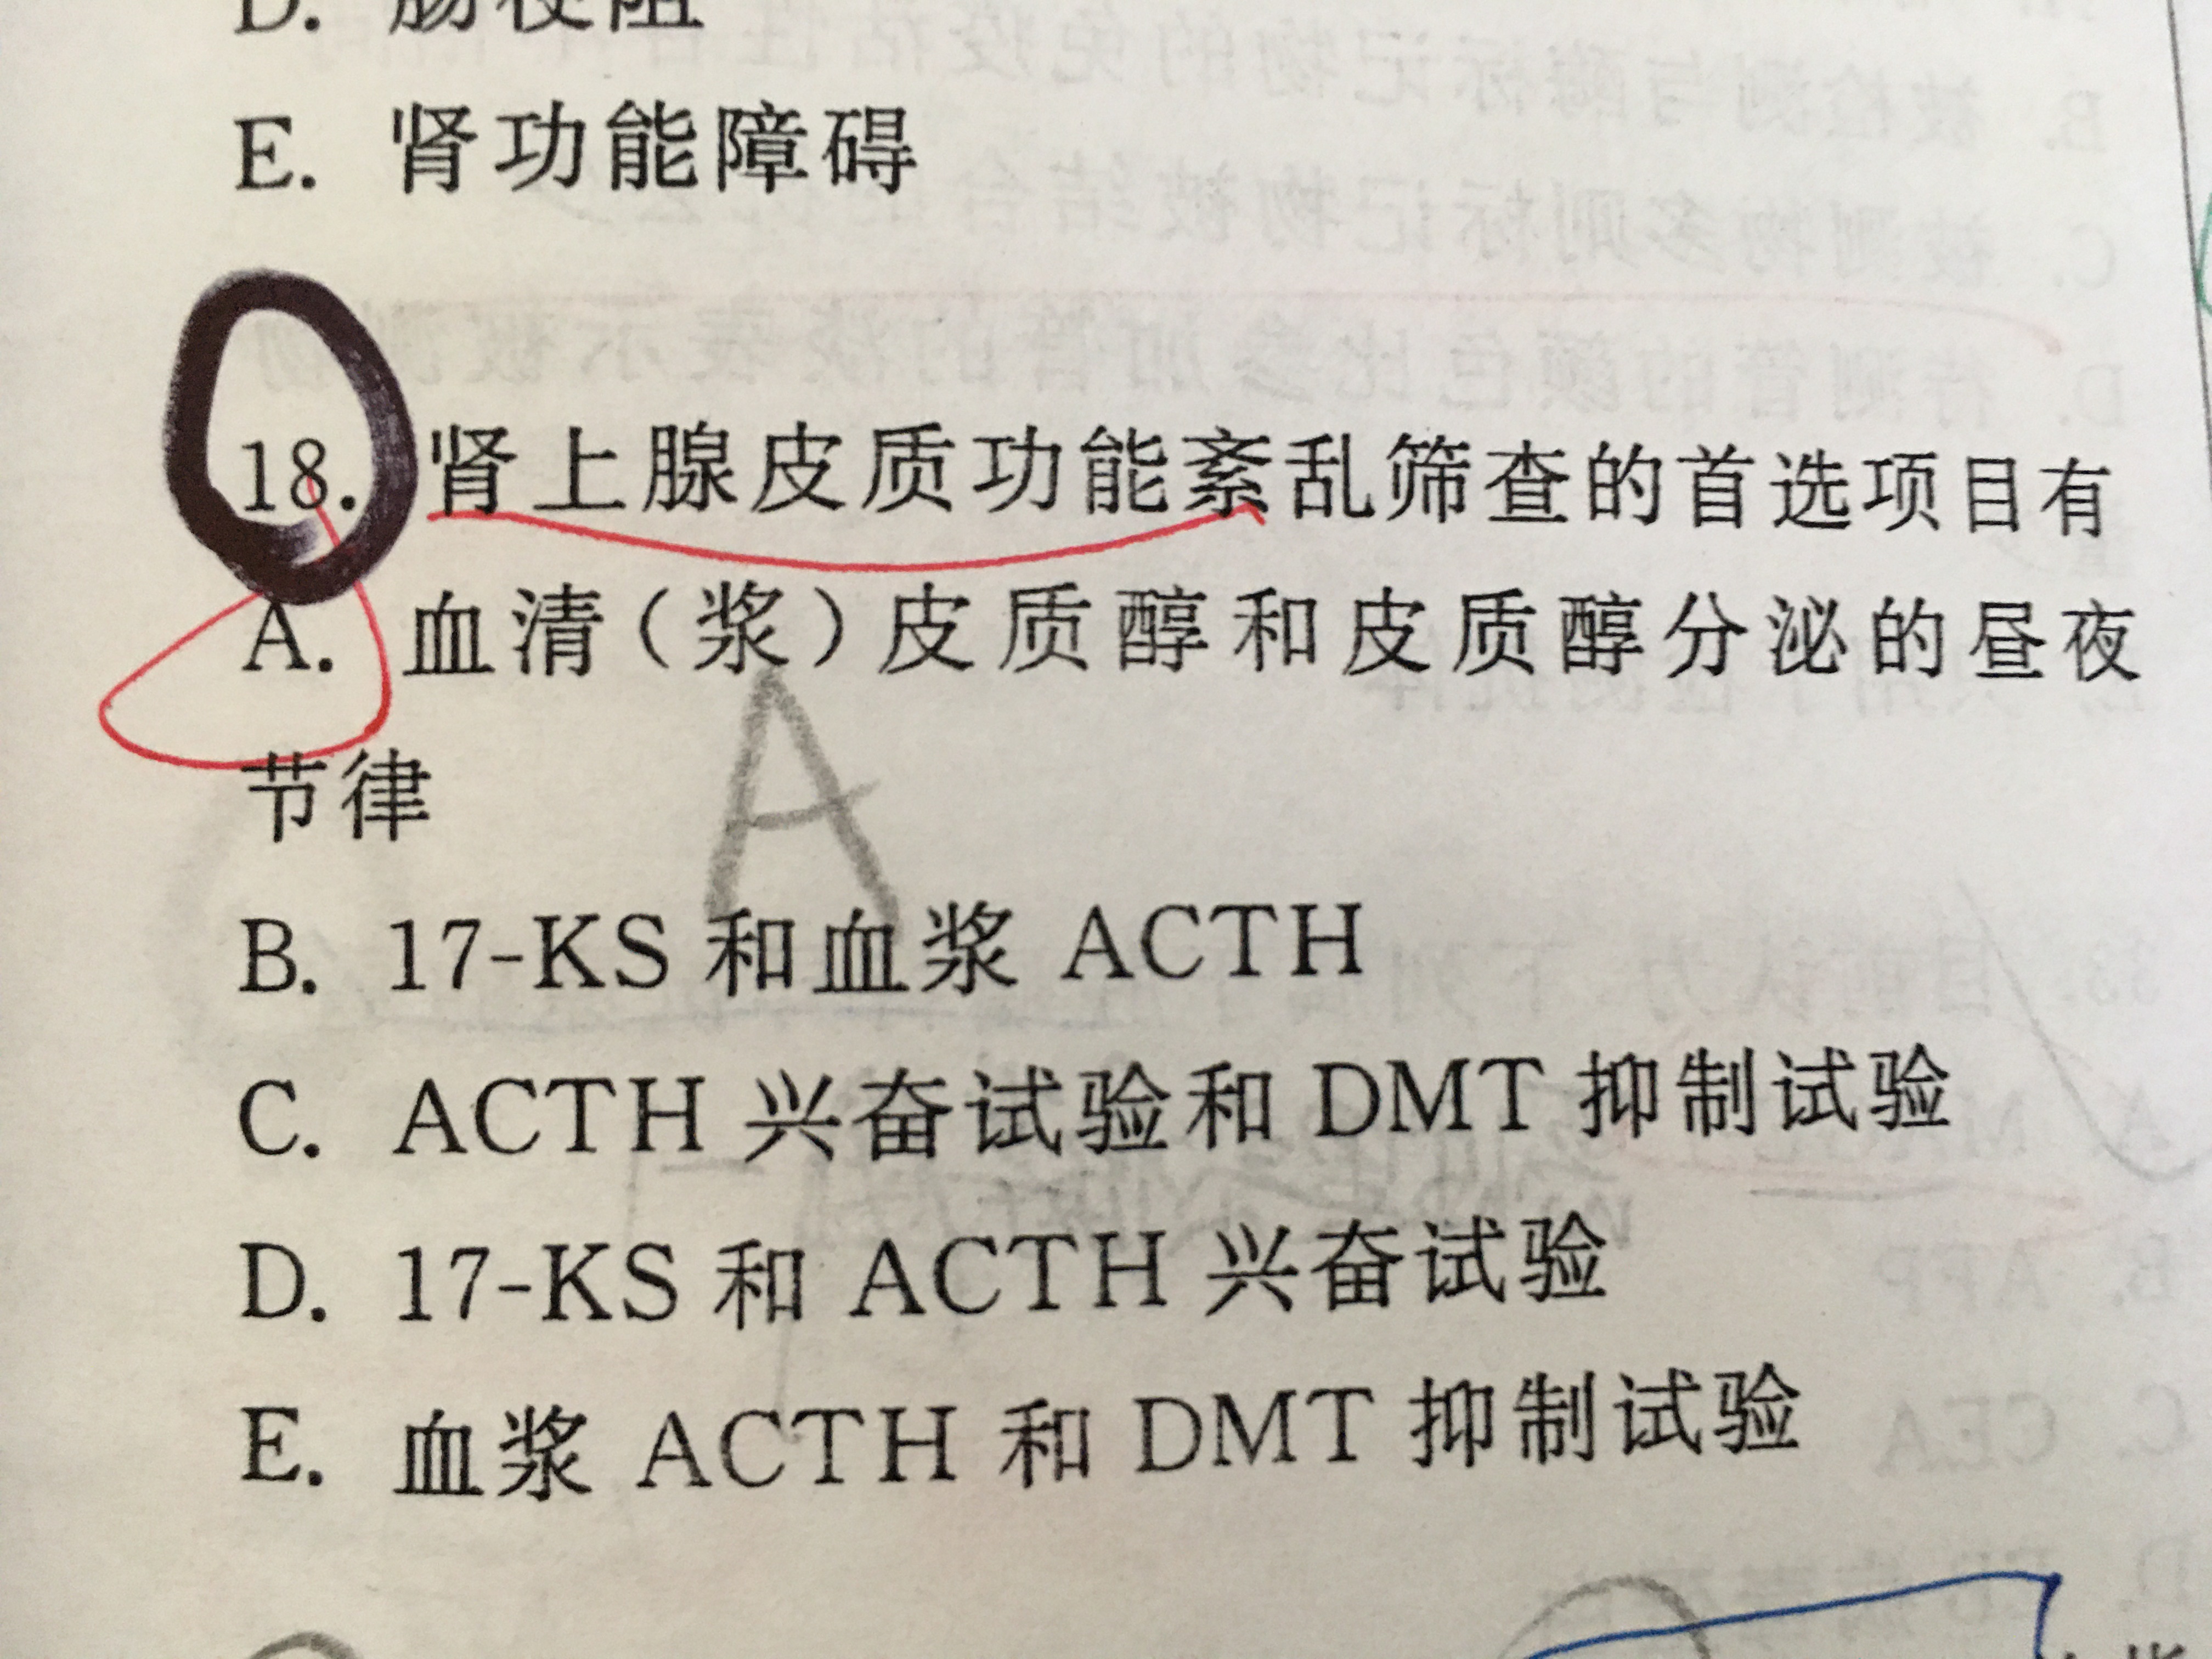 E. 肾功能障碍
18. 肾上腺皮质功能紊乱筛查的首选项目有
A. 血清（浆）皮质醇和皮质醇分泌的昼夜
节律
B. 17-KS 和血浆 ACTH
C. ACTH 兴奋试验和 DMT 抑制试验
D. 17-KS 和 ACTH 兴奋试验
E. 血浆 ACTH 和 DMT 抑制试验
A